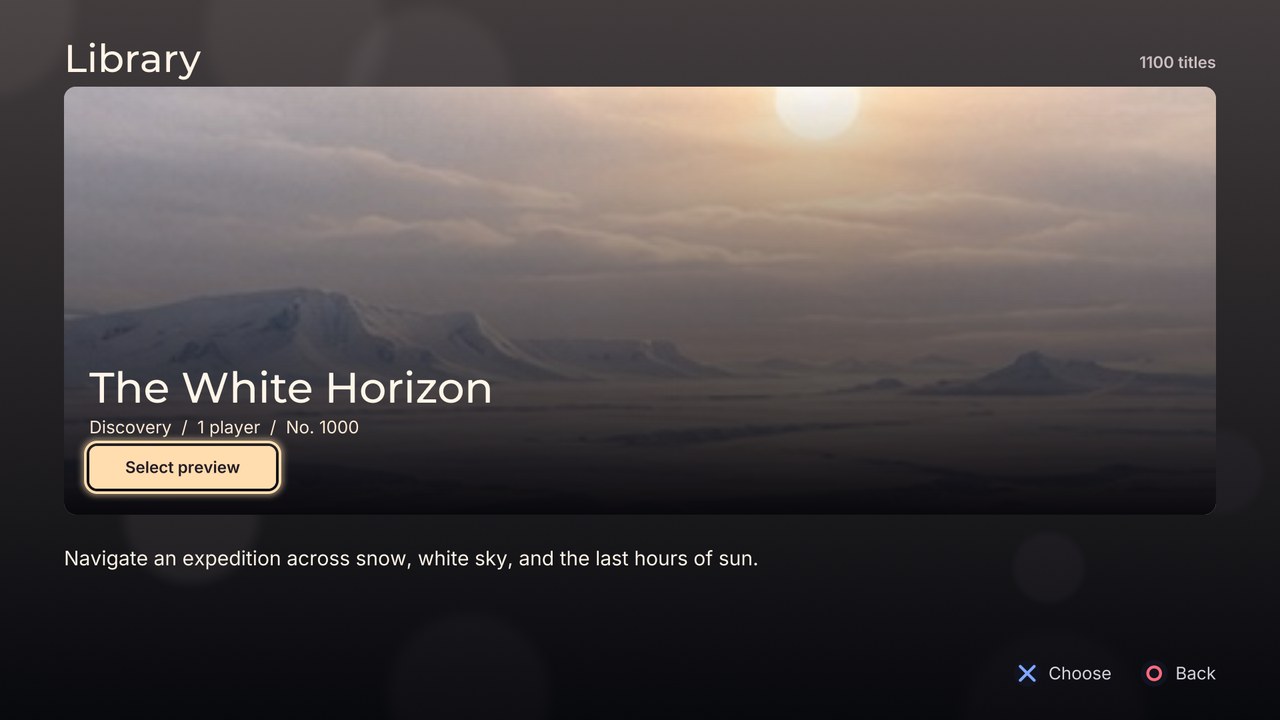 Library
1100 titles
The White Horizon
Discovery / 1 player / No. 1000
Select preview
Navigate an expedition across snow, white sky, and the last hours of sun.
Choose
Back